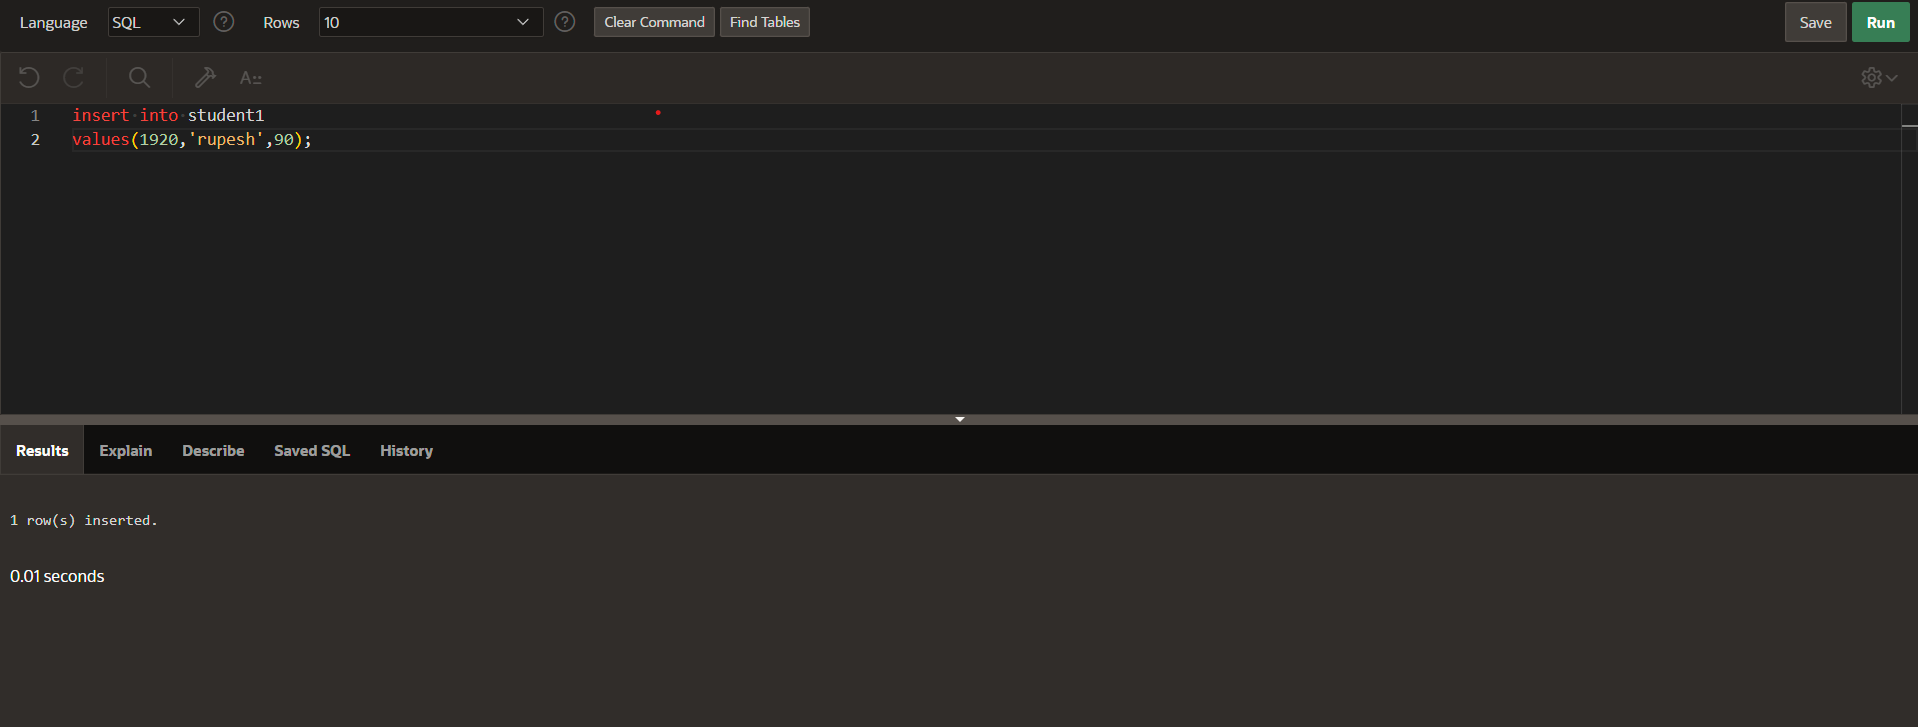 Language SQL ? Rows 10 ? Clear Command Find Tables Save Run
A::
1 insert into student1
2 values(1920,'rupesh',90);
Results Explain Describe Saved SQL History
1 row(s) inserted.
0.01 seconds